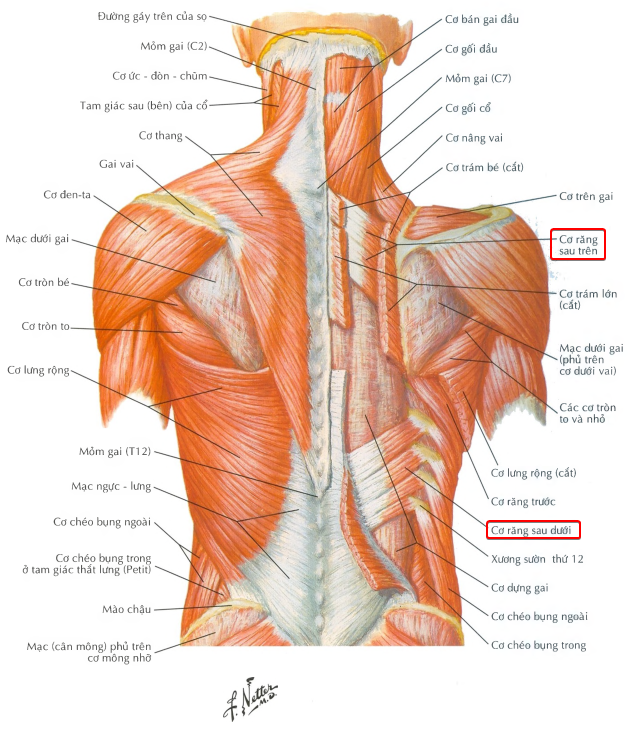 Đường gáy trên của sọ
Mỏm gai (C2)
Cơ ức - đòn - chũm
Tam giác sau (bên) của cổ
Cơ thang
Gai vai
Cơ đen-ta
Mạc dưới gai
Cơ tròn bé
Cơ tròn to
Cơ lưng rộng
Mỏm gai (T12)
Mạc ngực - lưng
Cơ chéo bụng ngoài
Cơ chéo bụng trong
ở tam giác thắt lưng (Petit)
Mào chậu
Mạc (cân mông) phủ trên
cơ mông nhỡ
Cơ bán gai đầu
Cơ gối đầu
Mỏm gai (C7)
Cơ gối cổ
Cơ nâng vai
Cơ trám bé (cắt)
Cơ trên gai
Cơ răng
sau trên
Cơ trám lớn
(cắt)
Mạc dưới gai
(phủ trên
cơ dưới vai)
Các cơ tròn
to và nhỏ
Cơ lưng rộng (cắt)
Cơ răng trước
Cơ răng sau dưới
Xương sườn thứ 12
Cơ dựng gai
Cơ chéo bụng ngoài
Cơ chéo bụng trong
F. Netter
M.D.